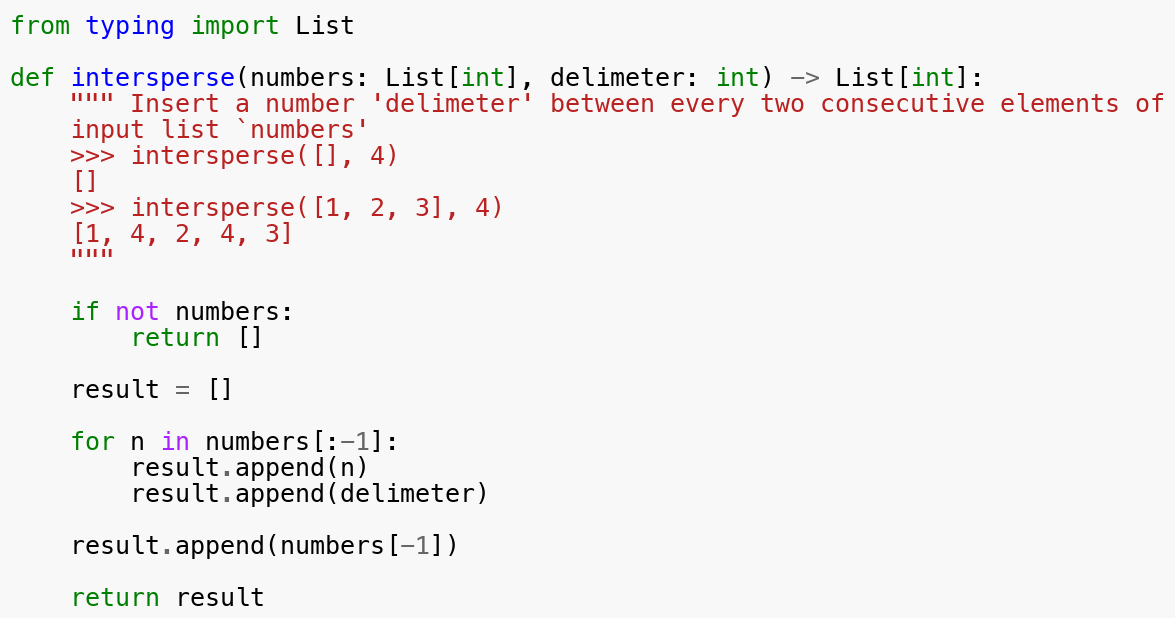 from typing import List

def intersperse(numbers: List[int], delimeter: int) -> List[int]:
    """ Insert a number 'delimeter' between every two consecutive elements of
    input list `numbers'
    >>> intersperse([], 4)
    []
    >>> intersperse([1, 2, 3], 4)
    [1, 4, 2, 4, 3]
    """

    if not numbers:
        return []

    result = []

    for n in numbers[:-1]:
        result.append(n)
        result.append(delimeter)

    result.append(numbers[-1])

    return result